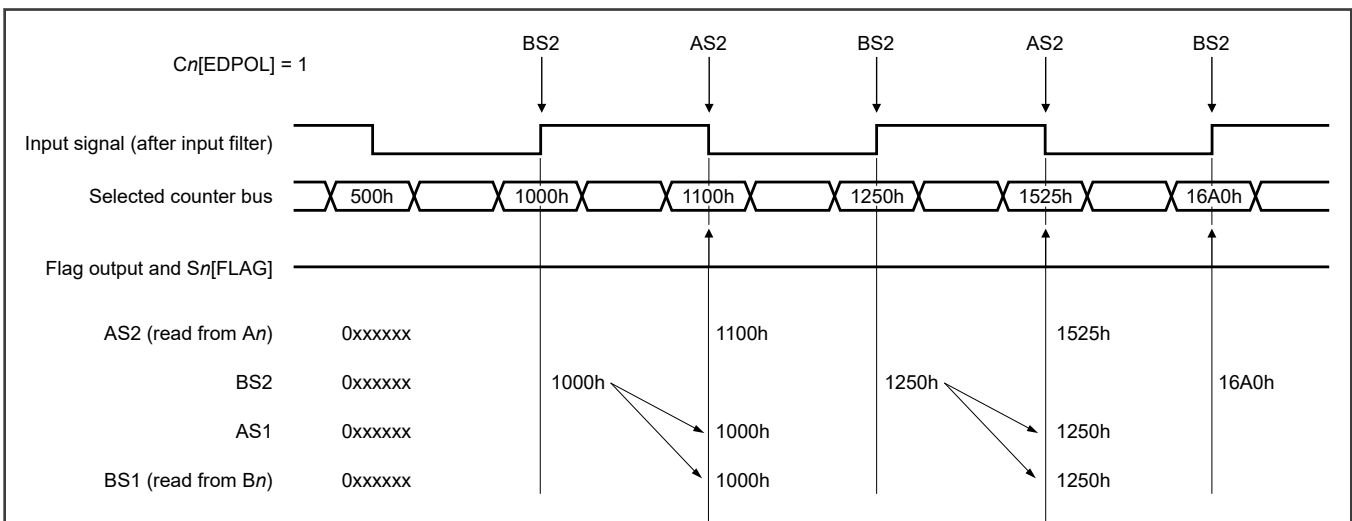 BS2 AS2 BS2 AS2 BS2
Cn[EDPOL] = 1
Input signal (after input filter)
Selected counter bus 500h 1000h 1100h 1250h 1525h 16A0h
Flag output and Sn[FLAG]
AS2 (read from An) 0xxxxxx 1100h 1525h
BS2 0xxxxxx 1000h 1250h 16A0h
AS1 0xxxxxx 1000h 1250h
BS1 (read from Bn) 0xxxxxx 1000h 1250h